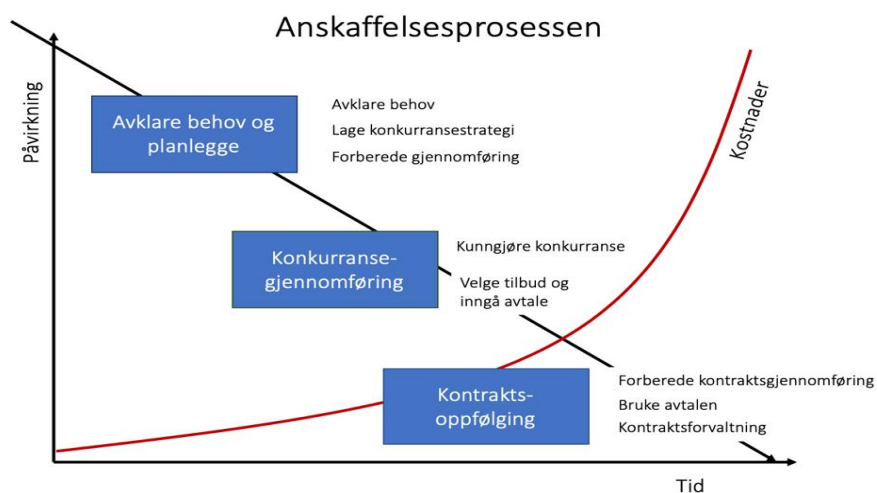 Anskaffelsesprosessen
Påvirkning
Avklare behov og
planlegge
Avklare behov
Lage konkurransestrategi
Forberede gjennomføring
Kostnader
Konkurranse-
gjennomføring
Kunngjøre konkurranse
Velge tilbud og
inngå avtale
Kontrakts-
oppfølging
Forberede kontraktsgjennomføring
Bruke avtalen
Kontraktsforvaltning
Tid